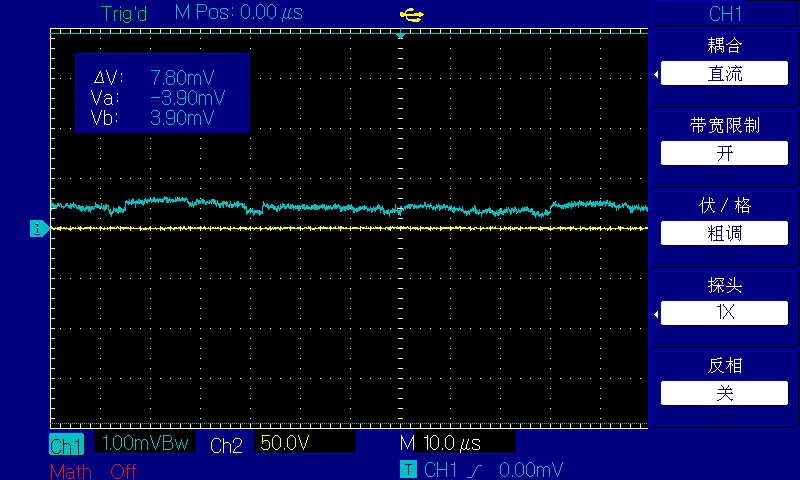 Trig'd M Pos: 0.00 μs CH1
耦合
直流
ΔV: 7.80mV
Va: -3.90mV
Vb: 3.90mV
带宽限制
开
伏/格
粗调
1
探头
1X
反相
关
Ch1 1.00mVBw Ch2 50.0V M 10.0 μs
Math Off T CH1 0.00mV